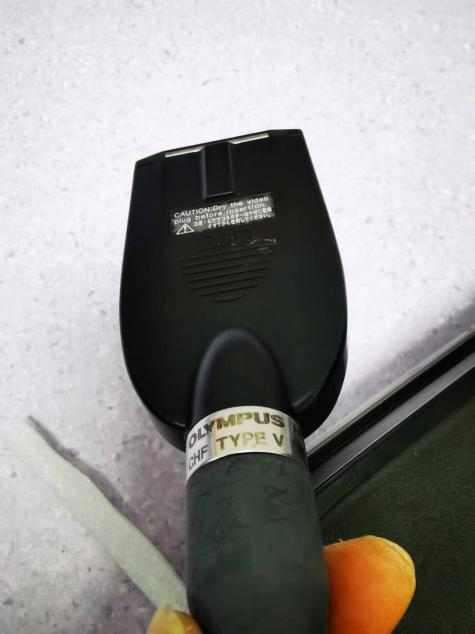 CAUTION:Dry the video
plug before insertion.
OLYMPUS
CHF TYPE V